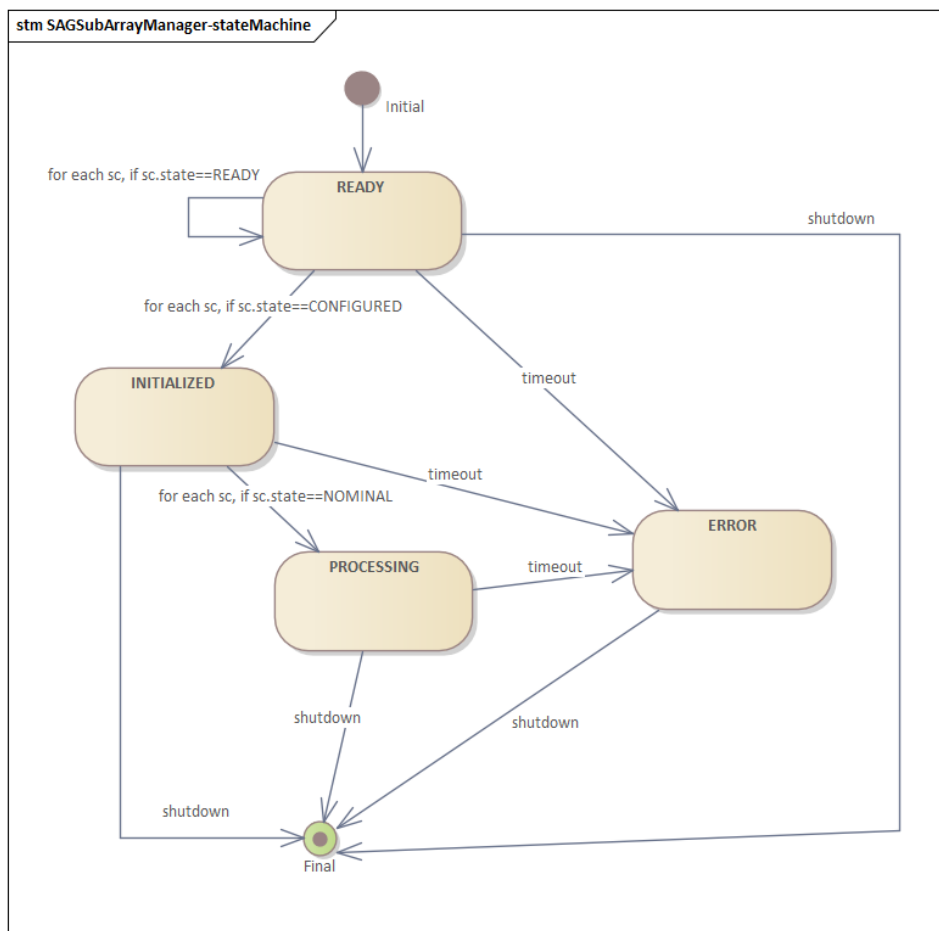 stm SAGSubArrayManager-stateMachine
Initial
for each sc, if sc.state==READY
READY
shutdown
for each sc, if sc.state==CONFIGURED
timeout
INITIALIZED
timeout
for each sc, if sc.state==NOMINAL
ERROR
PROCESSING
timeout
shutdown
shutdown
shutdown
Final